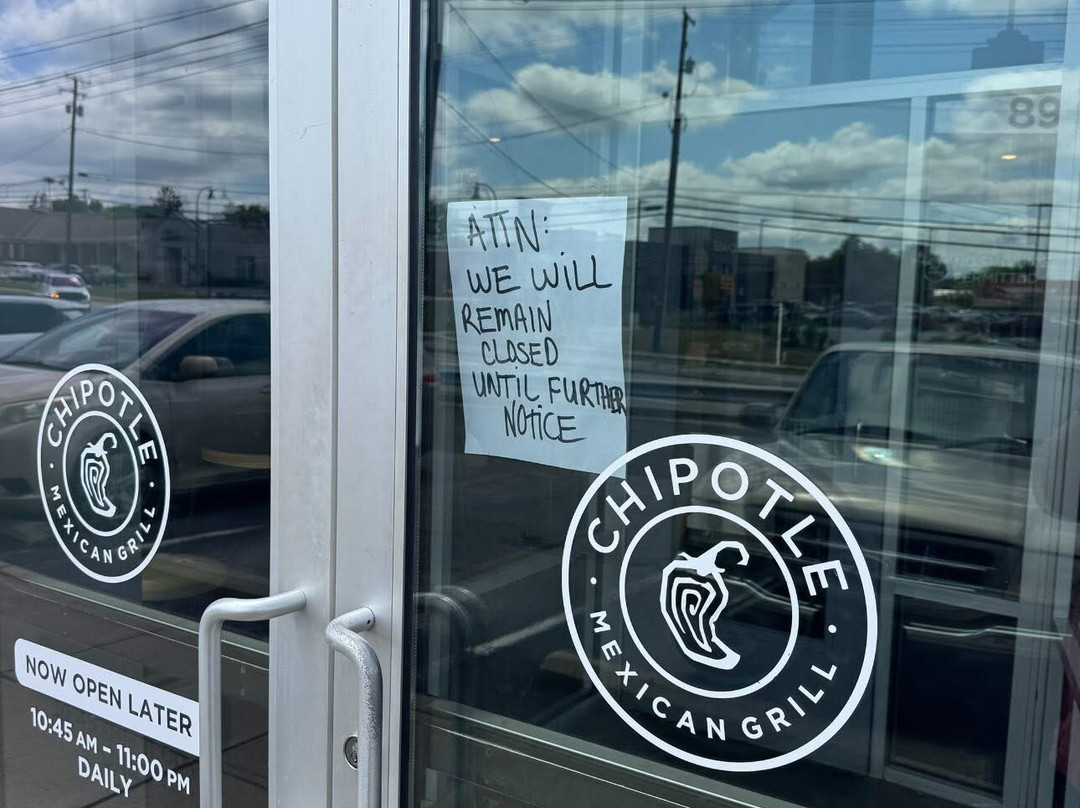 ATTN:
WE WILL
REMAIN
CLOSED
UNTIL FURTHER
NOTICE
CHIPOTLE
MEXICAN GRILL
CHIPOTLE
MEXICAN GRILL
NOW OPEN LATER
10:45 AM – 11:00 PM
DAILY
89